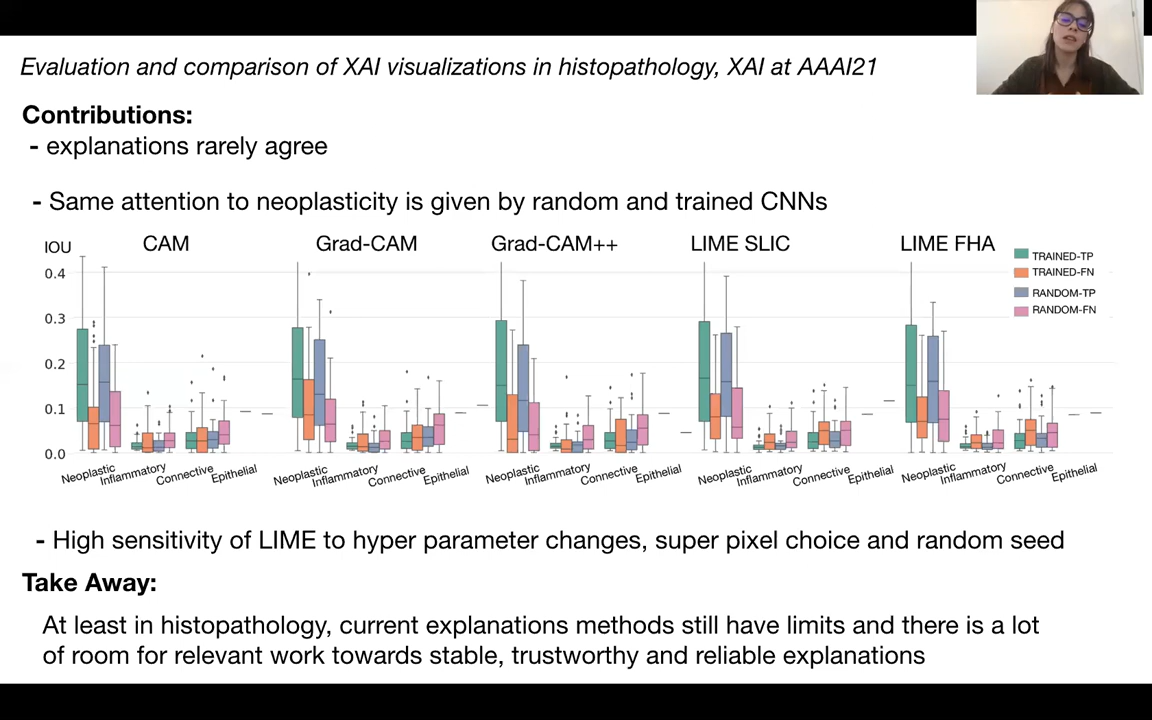 Evaluation and comparison of XAI visualizations in histopathology, XAI at AAAI21
Contributions:
- explanations rarely agree
- Same attention to neoplasticity is given by random and trained CNNs
IOU
CAM
Grad-CAM
Grad-CAM++
LIME SLIC
LIME FHA
TRAINED-TP
TRAINED-FN
RANDOM-TP
RANDOM-FN
0.4
0.3
0.2
0.1
0.0
Neoplastic Inflammatory Connective Epithelial
Neoplastic Inflammatory Connective Epithelial
Neoplastic Inflammatory Connective Epithelial
Neoplastic Inflammatory Connective Epithelial
Neoplastic Inflammatory Connective Epithelial
- High sensitivity of LIME to hyper parameter changes, super pixel choice and random seed
Take Away:
At least in histopathology, current explanations methods still have limits and there is a lot
of room for relevant work towards stable, trustworthy and reliable explanations